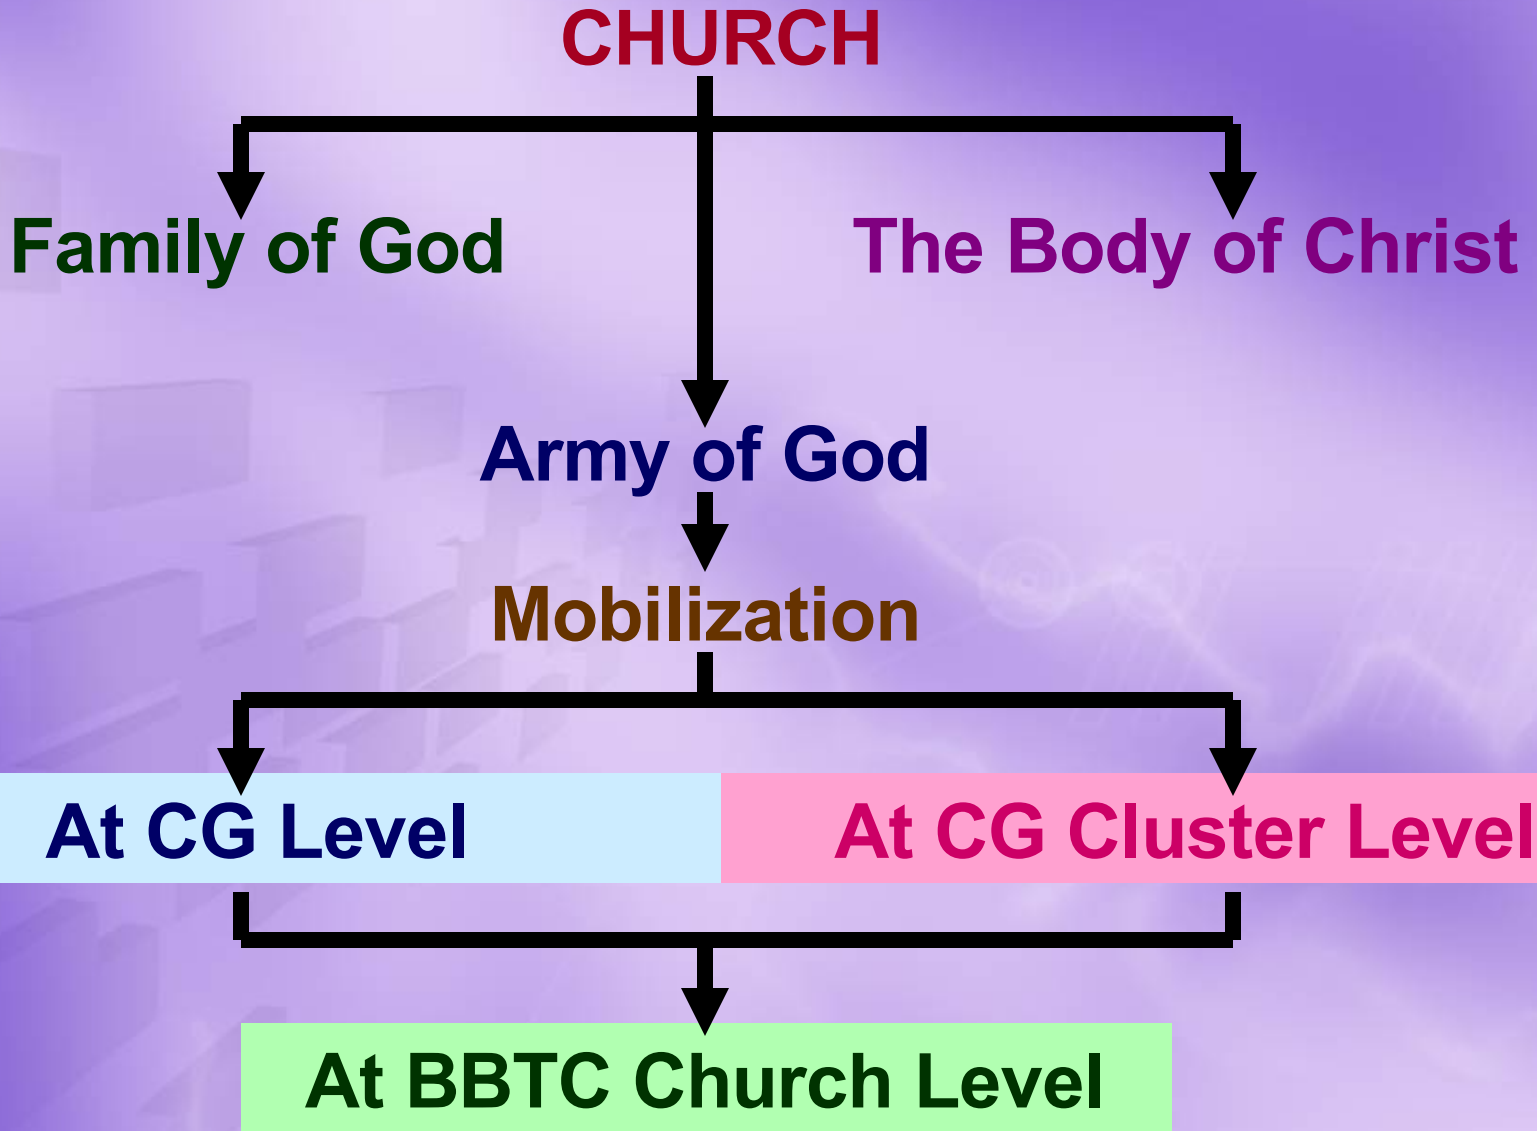 CHURCH
Family of God
The Body of Christ
Army of God
Mobilization
At CG Level
At CG Cluster Level
At BBTC Church Level